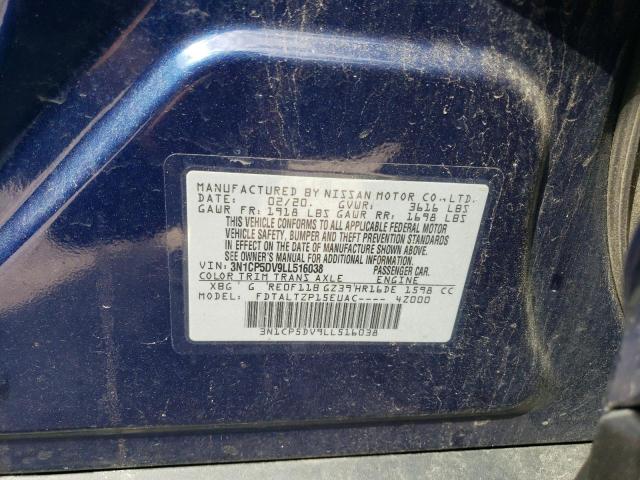 MANUFACTURED BY NISSAN MOTOR CO., LTD.
DATE: 02/20. GVWR: 3616 LBS
GAWR FR: 1918 LBS GAWR RR: 1698 LBS
THIS VEHICLE CONFORMS TO ALL APPLICABLE FEDERAL MOTOR
VEHICLE SAFETY, BUMPER AND THEFT PREVENTION STANDARDS
IN EFFECT ON THE DATE OF MANUFACTURE SHOWN ABOVE.
SEE OWNER'S MANUAL FOR ADDITIONAL INFORMATION.
VIN: 3N1CP5DV9LL516038 PASSENGER CAR.
COLOR TRIM TRANS AXLE ENGINE
XBG G RE0F11B GZ39 HR16DE 1598 CC
MODEL: FDTALTZP15EUAC---- 4Z000
3N1CP5DV9LL516038